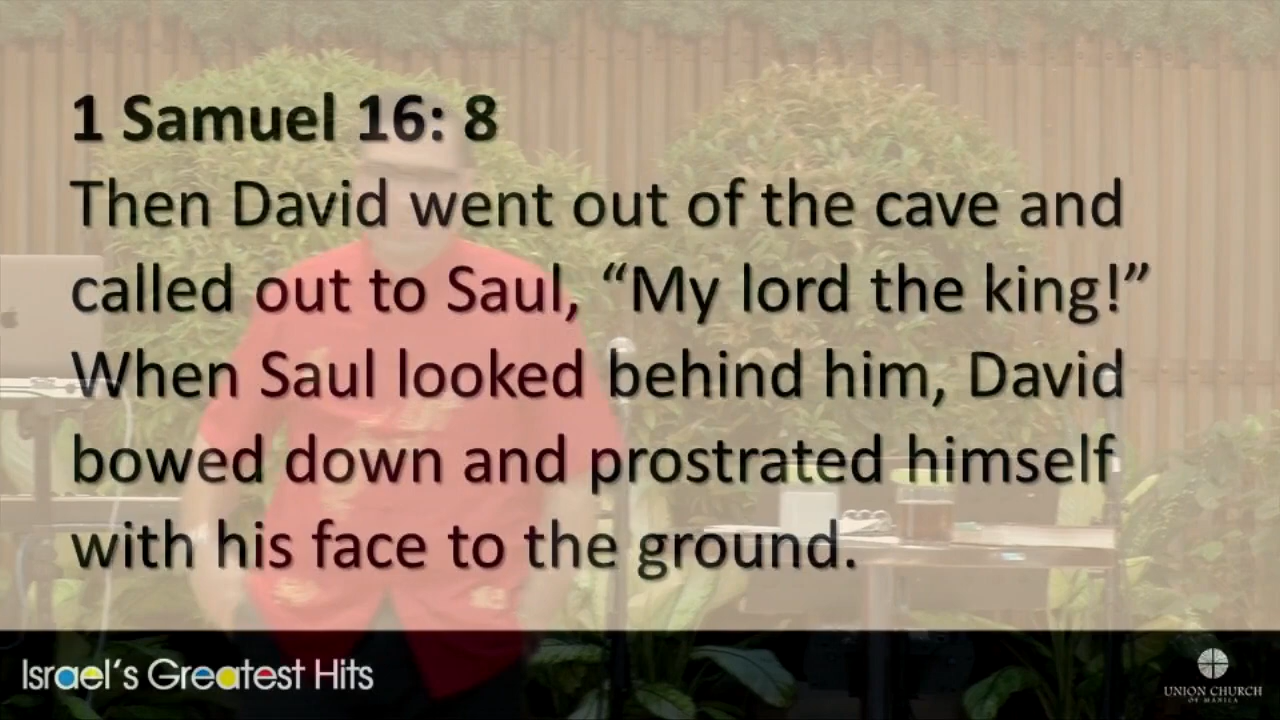 1 Samuel 16: 8
Then David went out of the cave and
called out to Saul, “My lord the king!”
When Saul looked behind him, David
bowed down and prostrated himself
with his face to the ground.
Israel's Greatest Hits
UNION CHURCH
OF MANILA